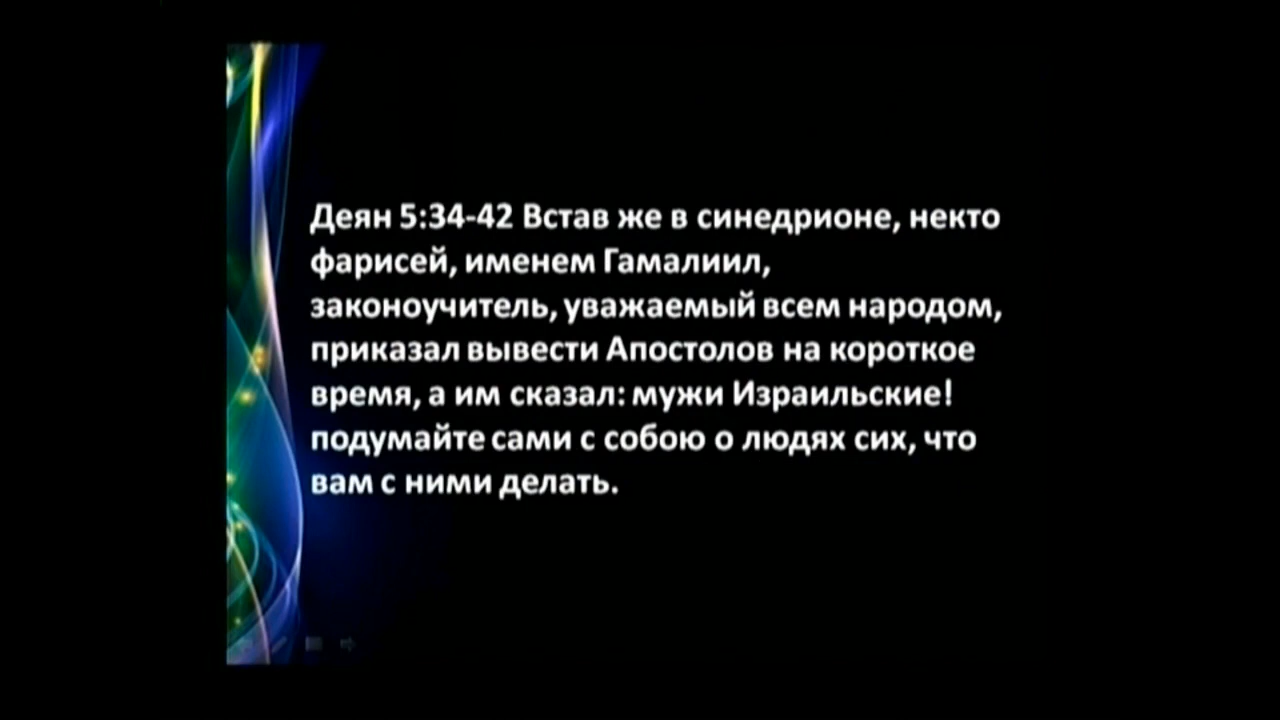 Деян 5:34-42 Встав же в синедрионе, некто
фарисей, именем Гамалиил,
законоучитель, уважаемый всем народом,
приказал вывести Апостолов на короткое
время, а им сказал: мужи Израильские!
подумайте сами с собою о людях сих, что
вам с ними делать.